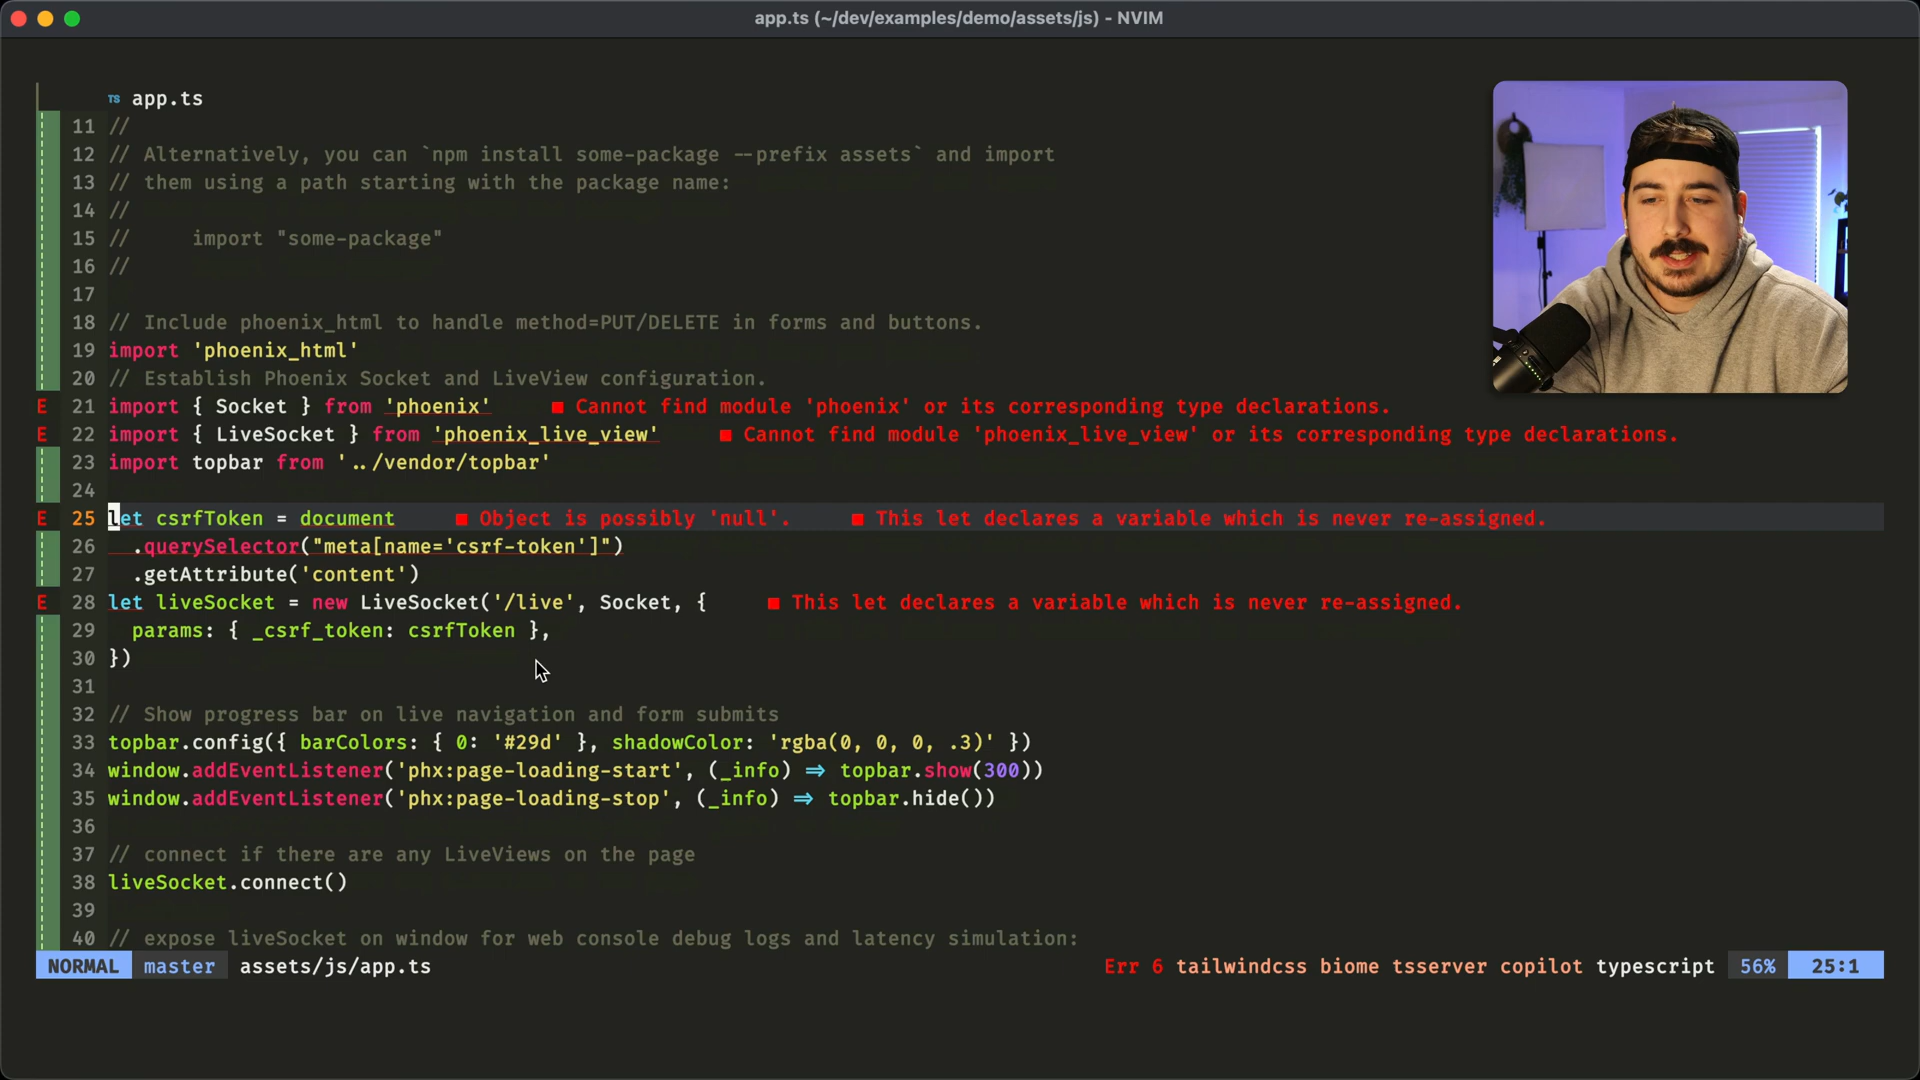 app.ts (~/dev/examples/demo/assets/js) - NVIM
TS app.ts
11 //
12 // Alternatively, you can `npm install some-package --prefix assets` and import
13 // them using a path starting with the package name:
14 //
15 //     import "some-package"
16 //
17
18 // Include phoenix_html to handle method=PUT/DELETE in forms and buttons.
19 import 'phoenix_html'
20 // Establish Phoenix Socket and LiveView configuration.
E 21 import { Socket } from 'phoenix' ■ Cannot find module 'phoenix' or its corresponding type declarations.
E 22 import { LiveSocket } from 'phoenix_live_view' ■ Cannot find module 'phoenix_live_view' or its corresponding type declarations.
23 import topbar from '../vendor/topbar'
24
E 25 let csrfToken = document ■ Object is possibly 'null'. ■ This let declares a variable which is never re-assigned.
26   .querySelector("meta[name='csrf-token']")
27   .getAttribute('content')
E 28 let liveSocket = new LiveSocket('/live', Socket, { ■ This let declares a variable which is never re-assigned.
29   params: { _csrf_token: csrfToken },
30 })
31
32 // Show progress bar on live navigation and form submits
33 topbar.config({ barColors: { 0: '#29d' }, shadowColor: 'rgba(0, 0, 0, .3)' })
34 window.addEventListener('phx:page-loading-start', (_info) => topbar.show(300))
35 window.addEventListener('phx:page-loading-stop', (_info) => topbar.hide())
36
37 // connect if there are any LiveViews on the page
38 liveSocket.connect()
39
40 // expose liveSocket on window for web console debug logs and latency simulation:
NORMAL master assets/js/app.ts Err 6 tailwindcss biome tsserver copilot typescript 56% 25:1